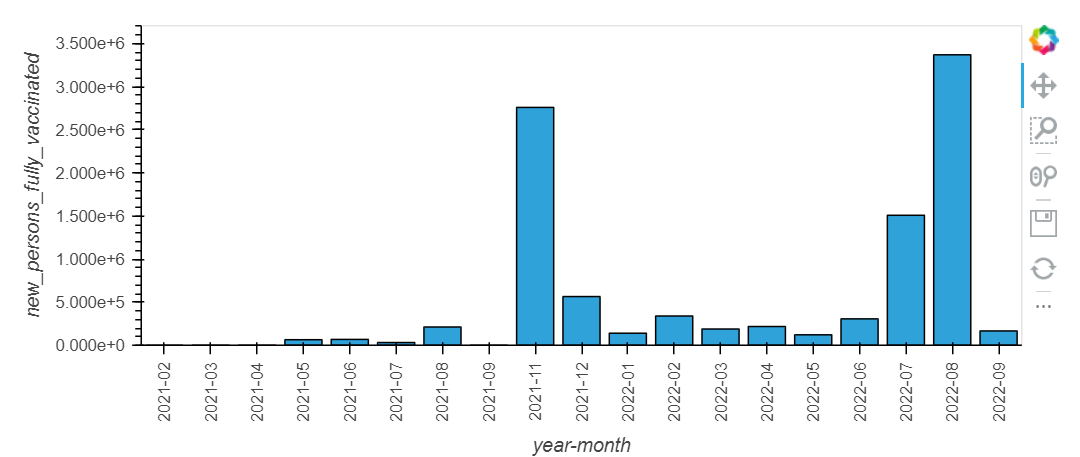 new_persons_fully_vaccinated
3.500e+6
3.000e+6
2.500e+6
2.000e+6
1.500e+6
1.000e+6
5.000e+5
0.000e+0
2021-02
2021-03
2021-04
2021-05
2021-06
2021-07
2021-08
2021-09
2021-11
2021-12
2022-01
2022-02
2022-03
2022-04
2022-05
2022-06
2022-07
2022-08
2022-09
year-month